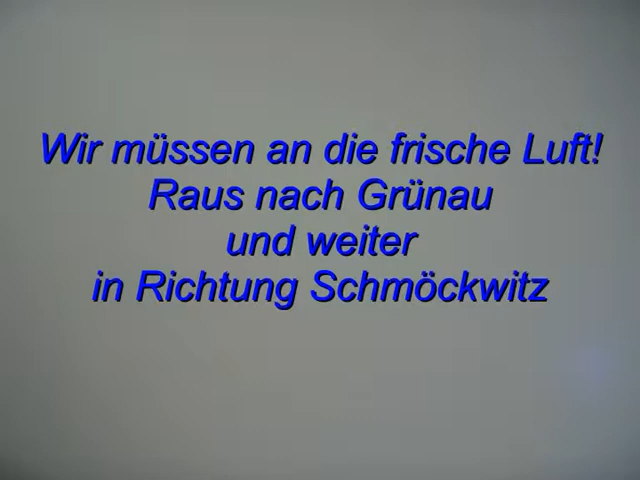 Wir müssen an die frische Luft!
Raus nach Grünau
und weiter
in Richtung Schmöckwitz